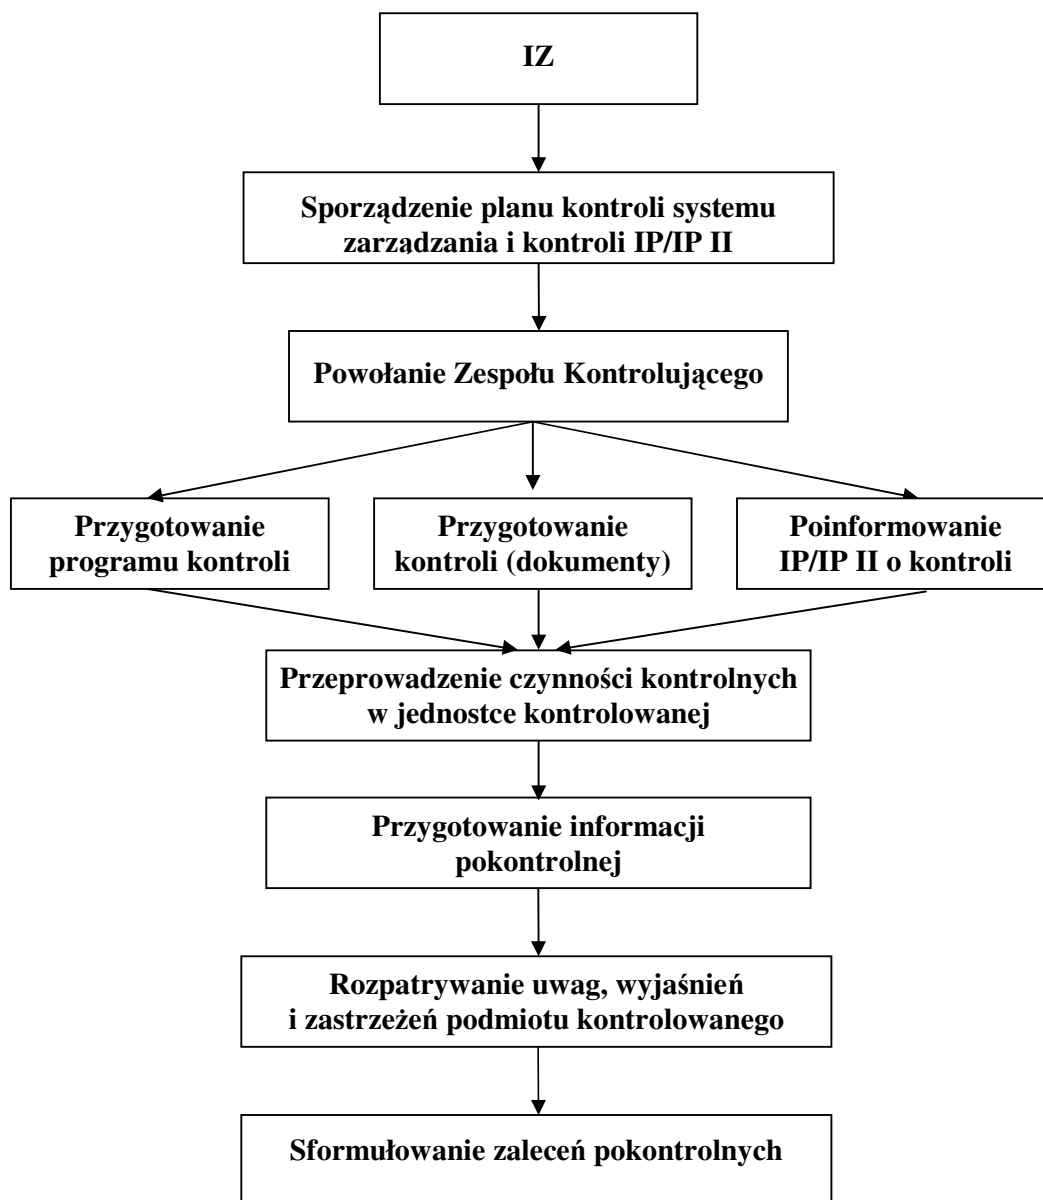 IZ
Sporządzenie planu kontroli systemu
zarządzania i kontroli IP/IP II
Powołanie Zespołu Kontrolującego
Przygotowanie
programu kontroli
Przygotowanie
kontroli (dokumenty)
Poinformowanie
IP/IP II o kontroli
Przeprowadzenie czynności kontrolnych
w jednostce kontrolowanej
Przygotowanie informacji
pokontrolnej
Rozpatrywanie uwag, wyjaśnień
i zastrzeżeń podmiotu kontrolowanego
Sformułowanie zaleceń pokontrolnych